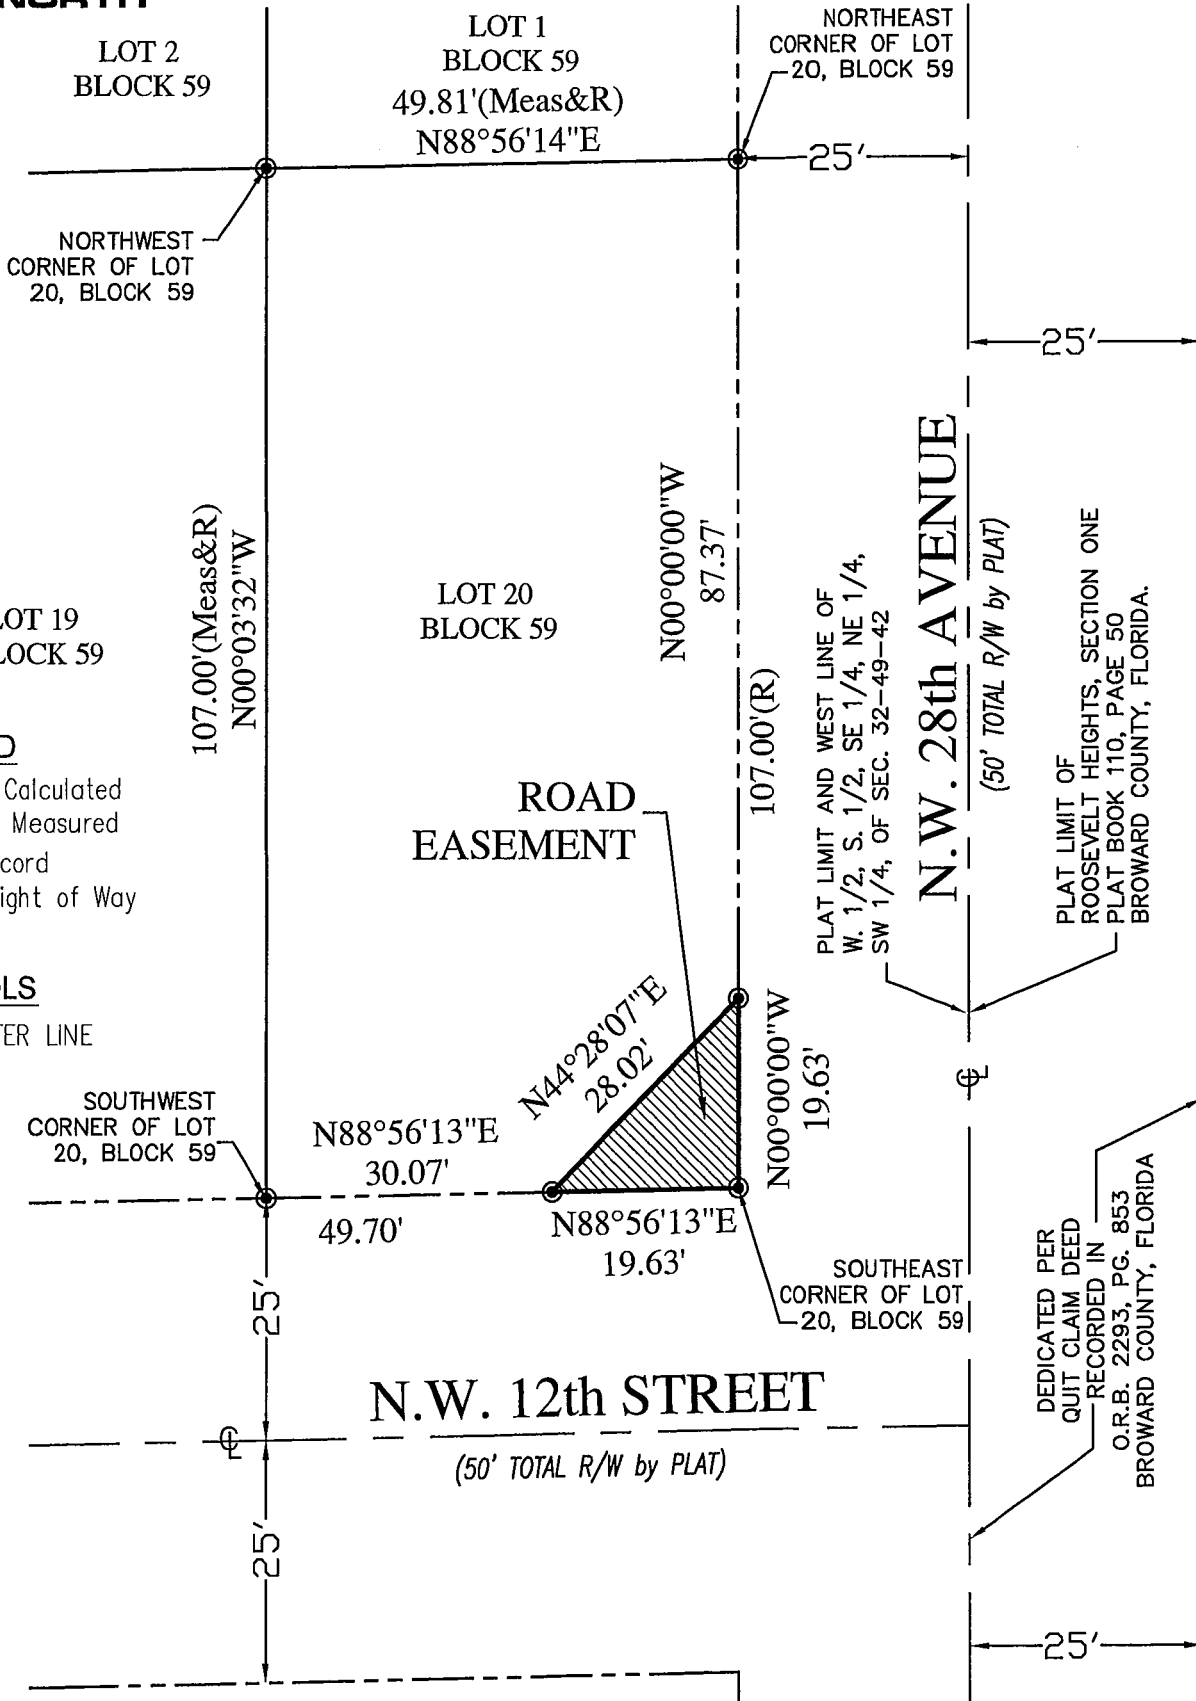 NORTH
LOT 2
BLOCK 59
LOT 1
BLOCK 59
49.81'(Meas&R)
N88°56'14"E
NORTHEAST
CORNER OF LOT
20, BLOCK 59
25'
NORTHWEST
CORNER OF LOT
20, BLOCK 59
25'
107.00'(Meas&R)
N00°03'32"W
LOT 20
BLOCK 59
N00°00'00"W
87.37'
107.00'(R)
PLAT LIMIT AND WEST LINE OF
W. 1/2, S. 1/2, SE 1/4, NE 1/4,
SW 1/4, OF SEC. 32-49-42
N.W. 28th AVENUE
(50' TOTAL R/W by PLAT)
PLAT LIMIT OF
ROOSEVELT HEIGHTS, SECTION ONE
PLAT BOOK 110, PAGE 50
BROWARD COUNTY, FLORIDA.
OT 19
LOCK 59
D
Calculated
Measured
cord
ight of Way
LS
TER LINE
ROAD
EASEMENT
N44°28'07"E
28.02'
N00°00'00"W
19.63'
SOUTHWEST
CORNER OF LOT
20, BLOCK 59
N88°56'13"E
30.07'
49.70'
N88°56'13"E
19.63'
SOUTHEAST
CORNER OF LOT
20, BLOCK 59
25'
N.W. 12th STREET
(50' TOTAL R/W by PLAT)
25'
DEDICATED PER
QUIT CLAIM DEED
RECORDED IN
O.R.B. 2293, PG. 853
BROWARD COUNTY, FLORIDA
25'